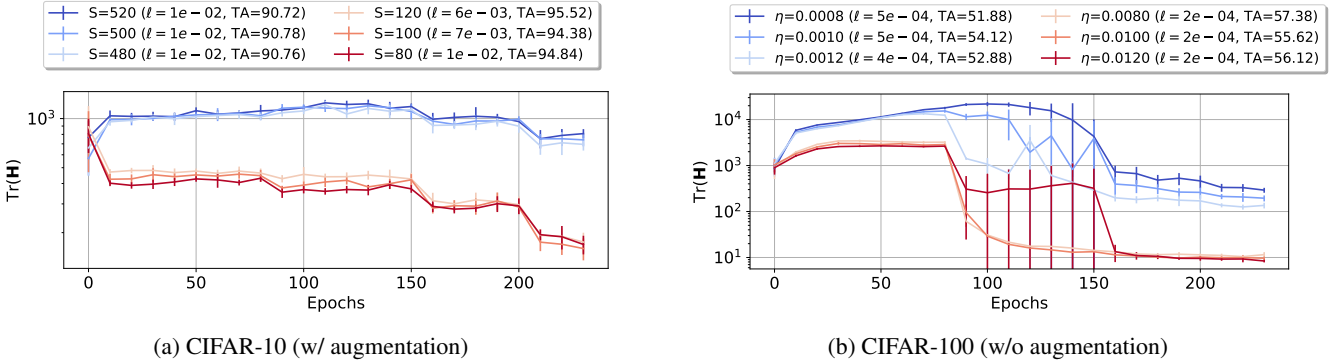 S=520 (ℓ = 1e − 02, TA=90.72)
S=500 (ℓ = 1e − 02, TA=90.78)
S=480 (ℓ = 1e − 02, TA=90.76)
S=120 (ℓ = 6e − 03, TA=95.52)
S=100 (ℓ = 7e − 03, TA=94.38)
S=80 (ℓ = 1e − 02, TA=94.84)
10³
Tr(H)
0 50 100 150 200
Epochs
(a) CIFAR-10 (w/ augmentation)
η=0.0008 (ℓ = 5e − 04, TA=51.88)
η=0.0010 (ℓ = 5e − 04, TA=54.12)
η=0.0012 (ℓ = 4e − 04, TA=52.88)
η=0.0080 (ℓ = 2e − 04, TA=57.38)
η=0.0100 (ℓ = 2e − 04, TA=55.62)
η=0.0120 (ℓ = 2e − 04, TA=56.12)
10⁴
10³
10²
10¹
Tr(H)
0 50 100 150 200
Epochs
(b) CIFAR-100 (w/o augmentation)